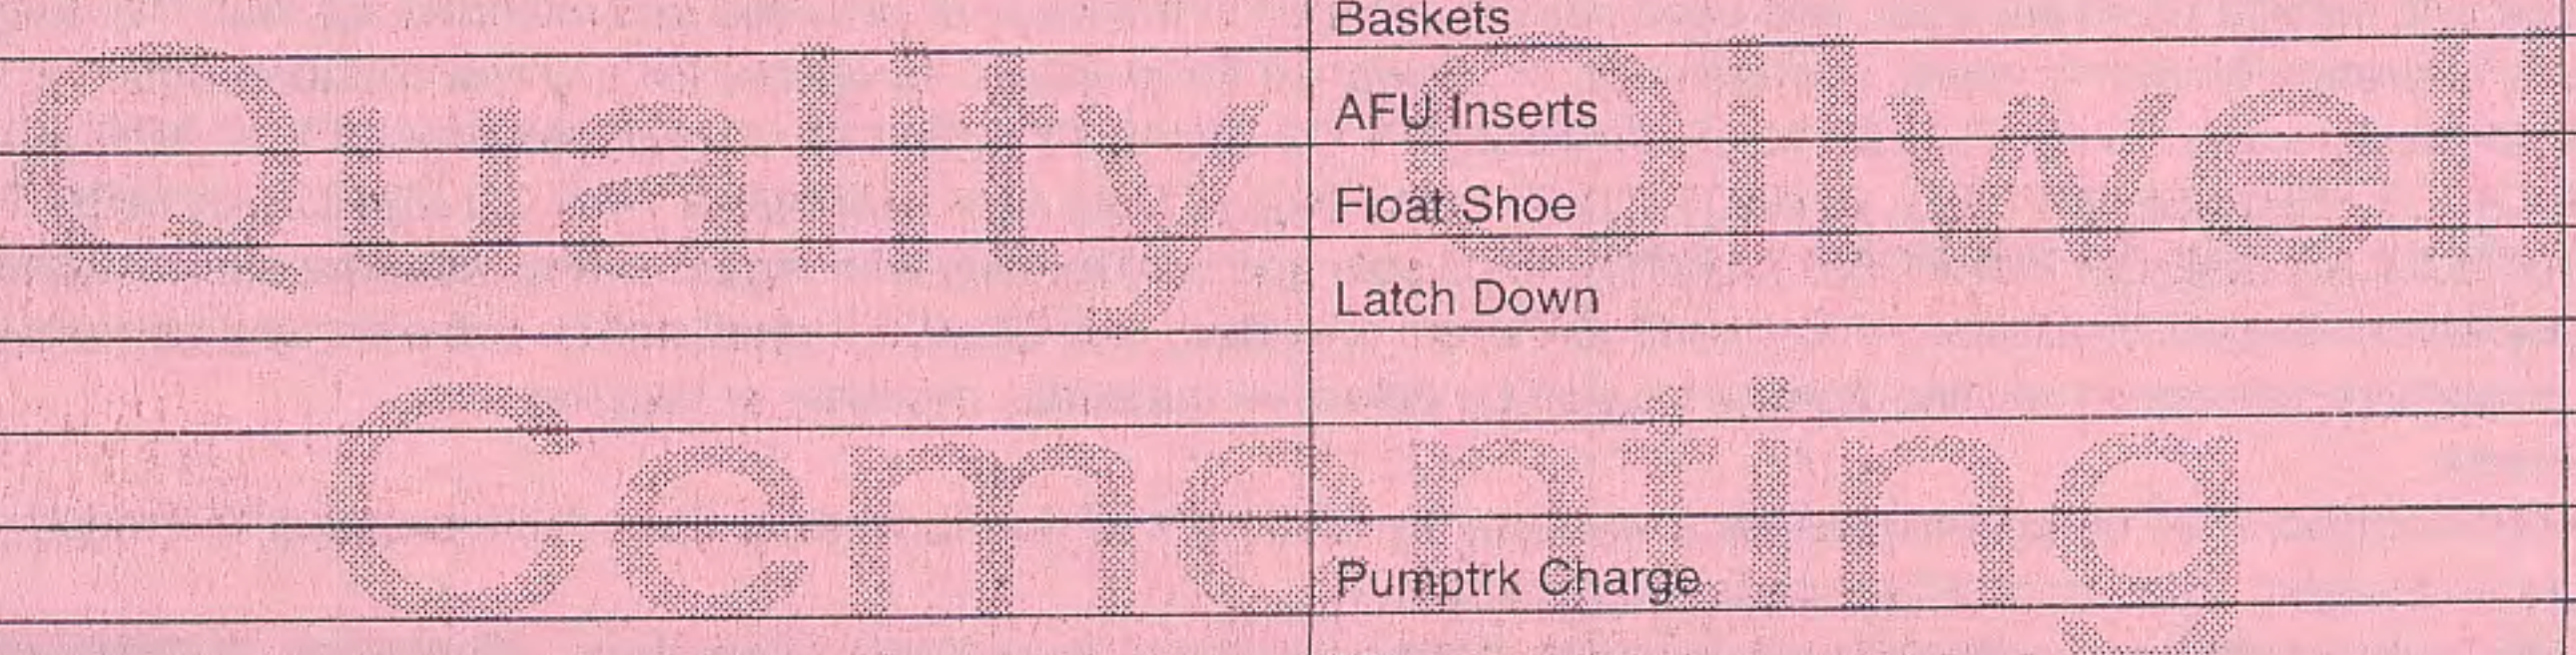 Baskets
Quality Oilwell
AFU Inserts
Float Shoe
Latch Down
Cementing
Pumptrk Charge